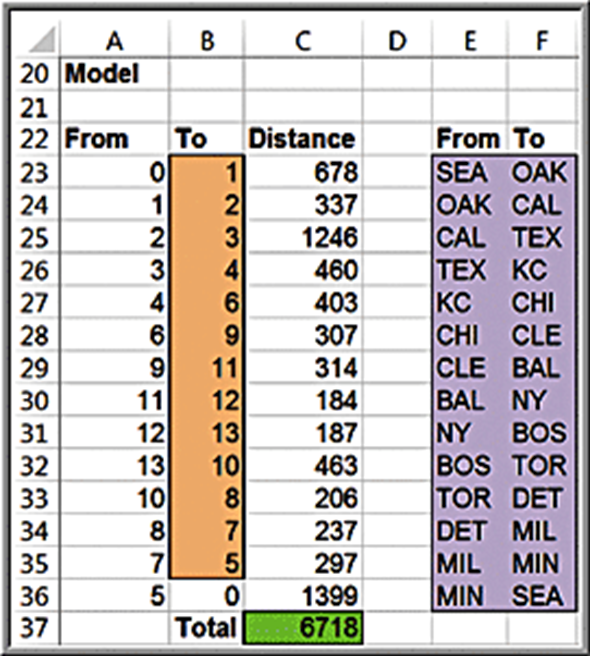 A B C D E F
20 Model
21
22 From To Distance From To
23 0 1 678 SEA OAK
24 1 2 337 OAK CAL
25 2 3 1246 CAL TEX
26 3 4 460 TEX KC
27 4 6 403 KC CHI
28 6 9 307 CHI CLE
29 9 11 314 CLE BAL
30 11 12 184 BAL NY
31 12 13 187 NY BOS
32 13 10 463 BOS TOR
33 10 8 206 TOR DET
34 8 7 237 DET MIL
35 7 5 297 MIL MIN
36 5 0 1399 MIN SEA
37 Total 6718